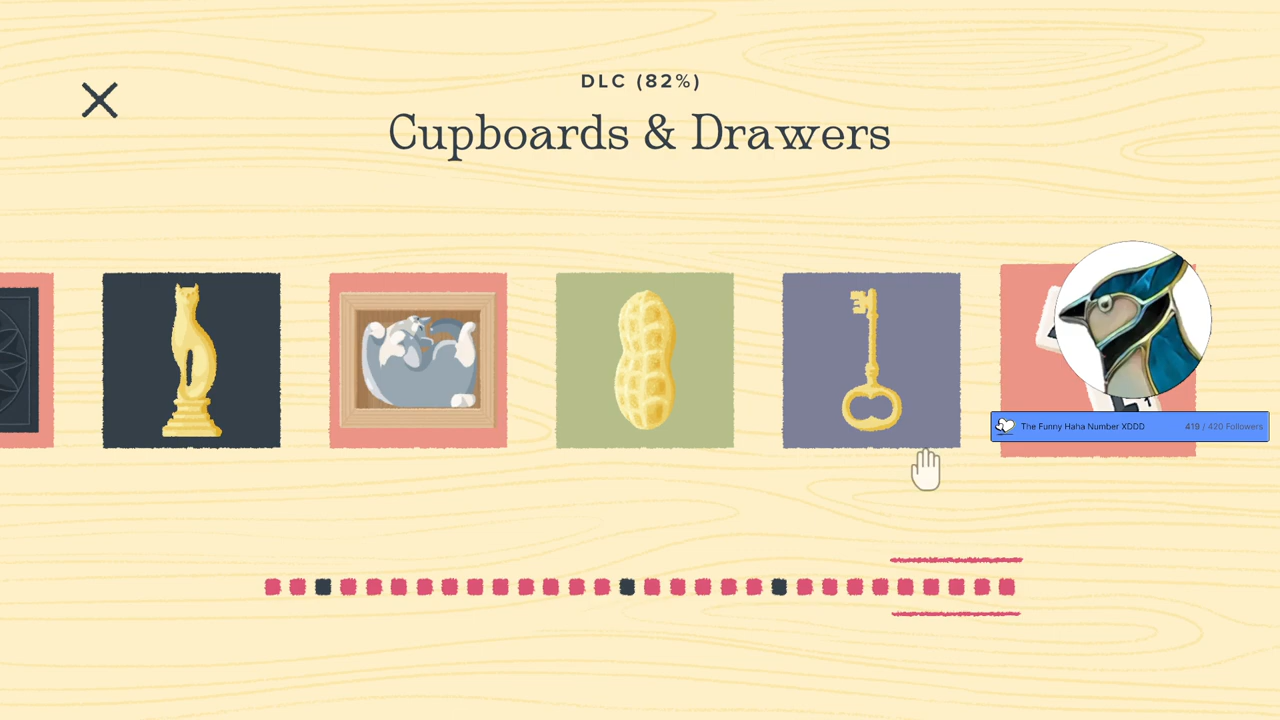 DLC (82%)
Cupboards & Drawers
The Funny Haha Number XDDD 419 / 420 Followers